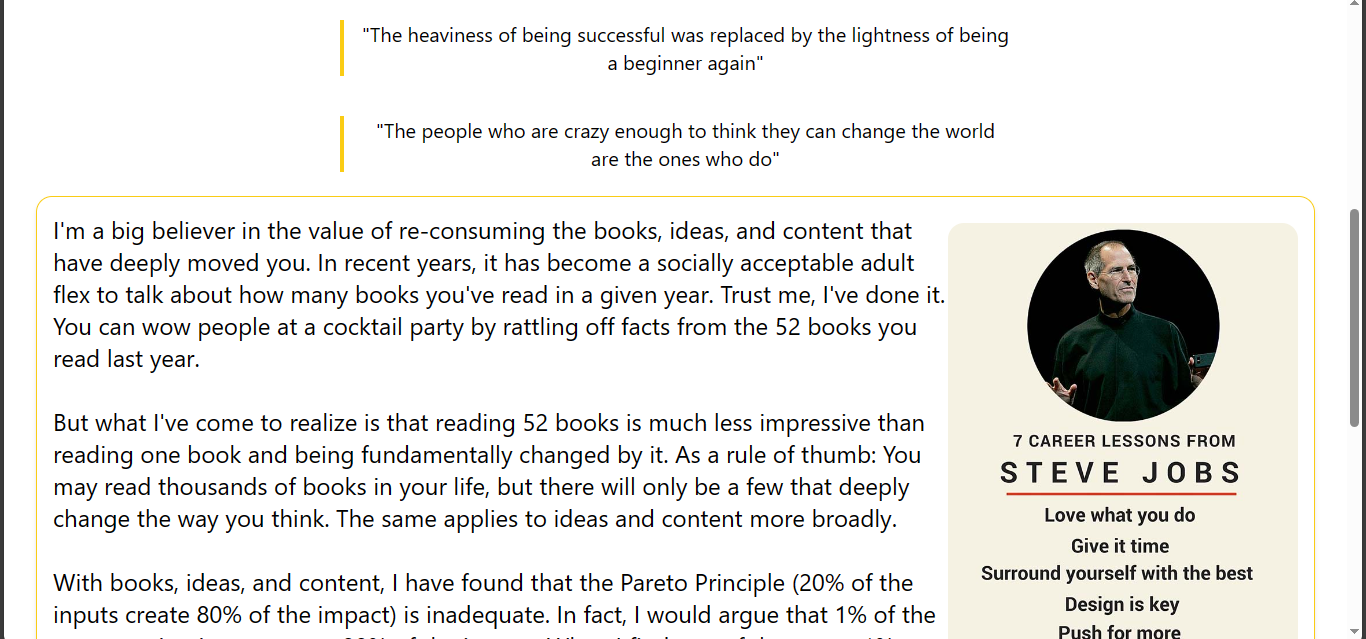 "The heaviness of being successful was replaced by the lightness of being
a beginner again"
"The people who are crazy enough to think they can change the world
are the ones who do"
I'm a big believer in the value of re-consuming the books, ideas, and content that
have deeply moved you. In recent years, it has become a socially acceptable adult
flex to talk about how many books you've read in a given year. Trust me, I've done it.
You can wow people at a cocktail party by rattling off facts from the 52 books you
read last year.
But what I've come to realize is that reading 52 books is much less impressive than
reading one book and being fundamentally changed by it. As a rule of thumb: You
may read thousands of books in your life, but there will only be a few that deeply
change the way you think. The same applies to ideas and content more broadly.
With books, ideas, and content, I have found that the Pareto Principle (20% of the
inputs create 80% of the impact) is inadequate. In fact, I would argue that 1% of the
7 CAREER LESSONS FROM
STEVE JOBS
Love what you do
Give it time
Surround yourself with the best
Design is key
Push for more